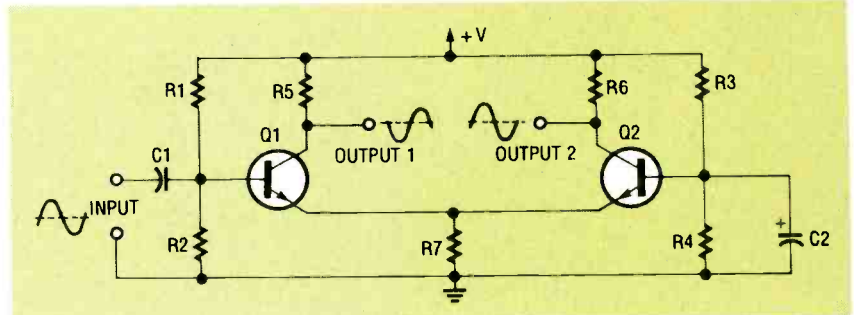 +V
R1
R5
R6
R3
Q1
Q2
C1
OUTPUT 1
OUTPUT 2
INPUT
R2
R7
R4
+
C2